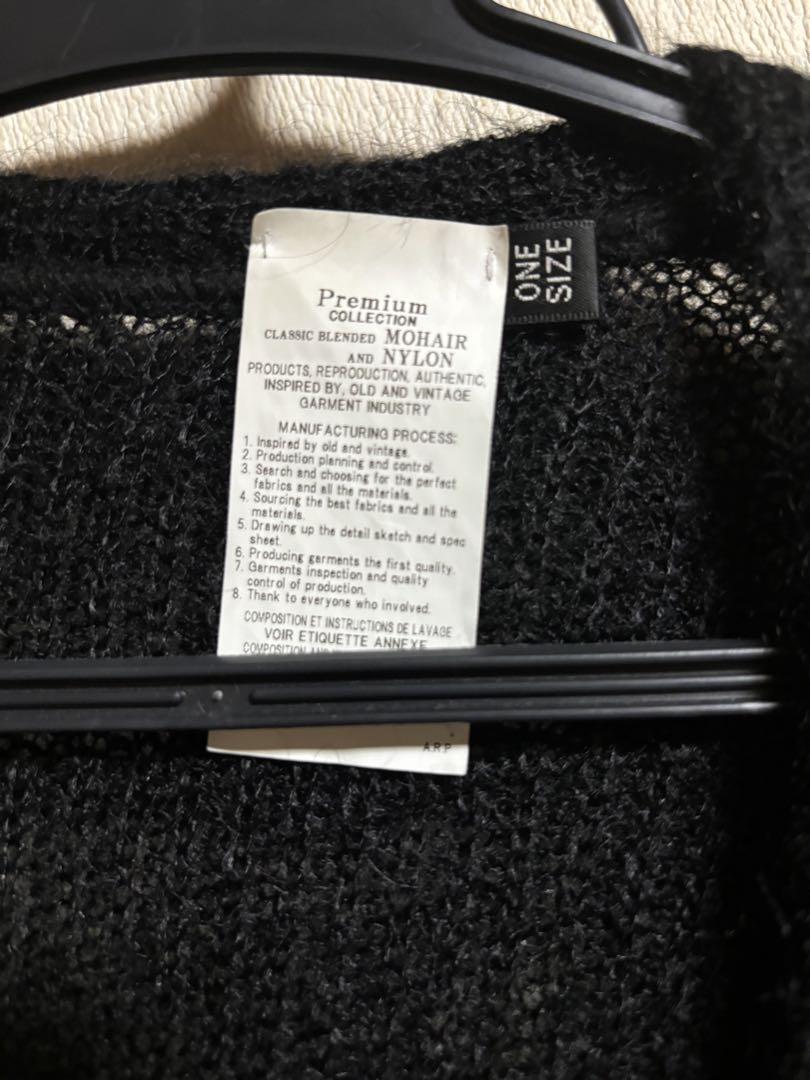 Premium
COLLECTION
CLASSIC BLENDED MOHAIR
AND NYLON
PRODUCTS, REPRODUCTION, AUTHENTIC,
INSPIRED BY, OLD AND VINTAGE
GARMENT INDUSTRY
MANUFACTURING PROCESS:
1. Inspired by old and vintage.
2. Production planning and control.
3. Search and choosing for the perfect
fabrics and all the materials.
4. Sourcing the best fabrics and all the
materials.
5. Drawing up the detail sketch and spec
sheet.
6. Producing garments the first quality.
7. Garments inspection and quality
control of production.
8. Thank to everyone who involved.
COMPOSITION ET INSTRUCTIONS DE LAVAGE
VOIR ETIQUETTE ANNEXE
COMPOSITION
A.R.P
ONE
SIZE